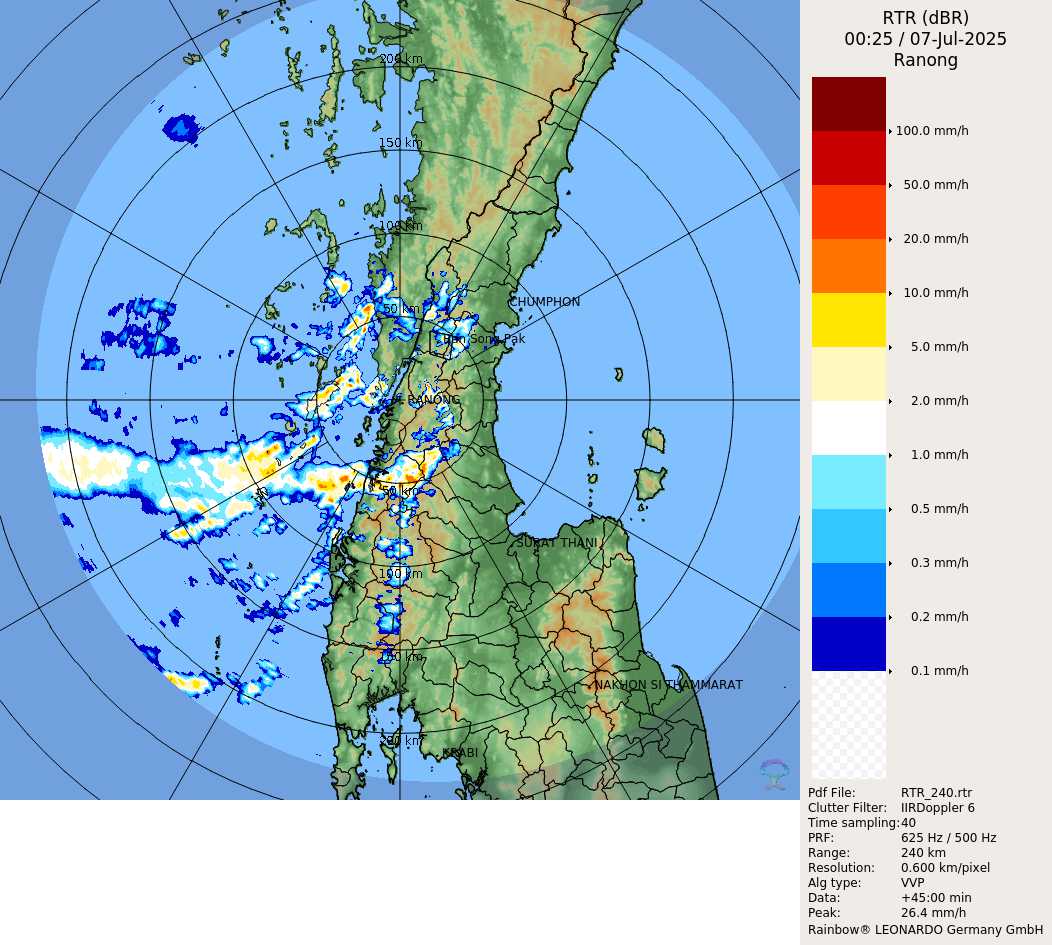 RTR (dBR)
00:25 / 07-Jul-2025
Ranong
100.0 mm/h
50.0 mm/h
20.0 mm/h
10.0 mm/h
5.0 mm/h
2.0 mm/h
1.0 mm/h
0.5 mm/h
0.3 mm/h
0.2 mm/h
0.1 mm/h
Pdf File: RTR_240.rtr
Clutter Filter: IIRDoppler 6
Time sampling: 40
PRF: 625 Hz / 500 Hz
Range: 240 km
Resolution: 0.600 km/pixel
Alg type: VVP
Data: +45:00 min
Peak: 26.4 mm/h
Rainbow® LEONARDO Germany GmbH
200 km
150 km
100 km
50 km
CHUMPHON
Ban Song Pak
RANONG
50 km
SURAT THANI
100 km
150 km
NAKHON SI THAMMARAT
200 km
KRABI